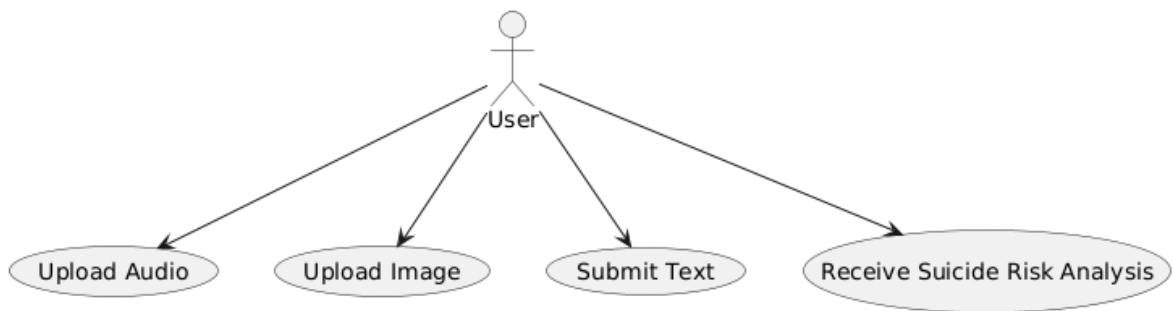 User
Upload Audio
Upload Image
Submit Text
Receive Suicide Risk Analysis